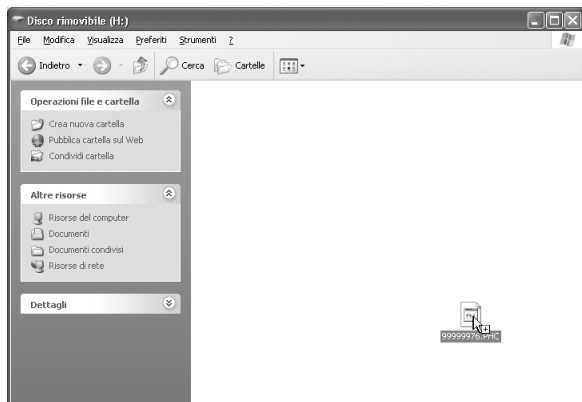 Disco rimovibile (H:)
File Modifica Visualizza Preferiti Strumenti ?
Indietro Cerca Cartelle
Operazioni file e cartella
Crea nuova cartella
Pubblica cartella sul Web
Condividi cartella
Altre risorse
Risorse del computer
Documenti
Documenti condivisi
Risorse di rete
Dettagli
99999976.PHC